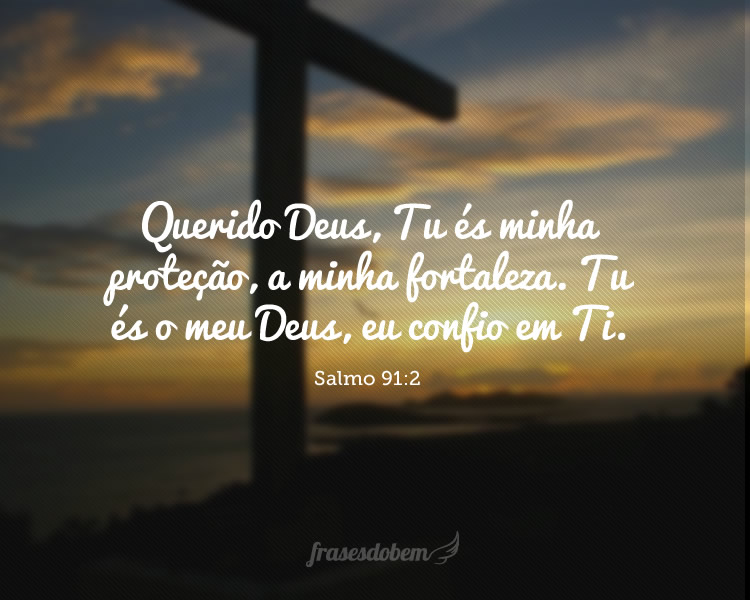 Querido Deus, Tu és minha
proteção, a minha fortaleza. Tu
és o meu Deus, eu confio em Ti.
Salmo 91:2
frasesdobem